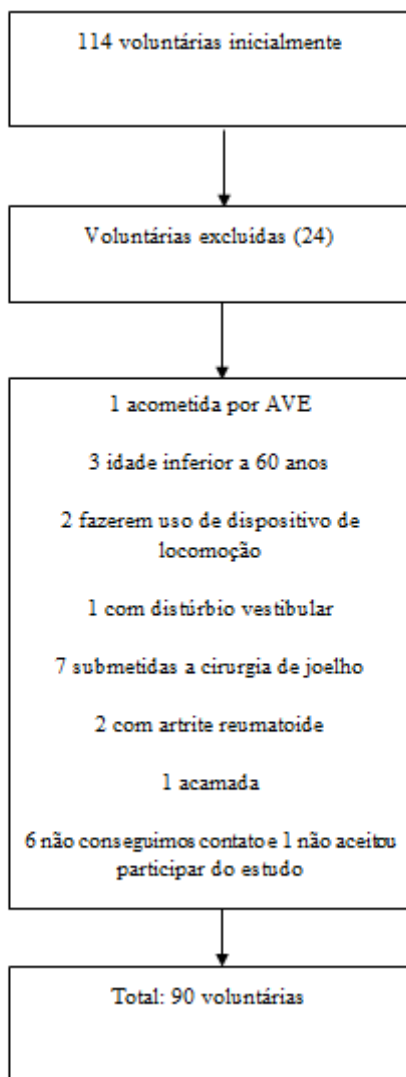 114 voluntárias inicialmente
Voluntárias excluidas (24)
1 acometida por AVE
3 idade inferior a 60 anos
2 fazerem uso de dispositivo de
locomoção
1 com distúrbio vestibular
7 submetidas a cirurgia de joelho
2 com artrite reumatoide
1 acamada
6 não conseguimos contato e 1 não aceitou
participar do estudo
Total: 90 voluntárias